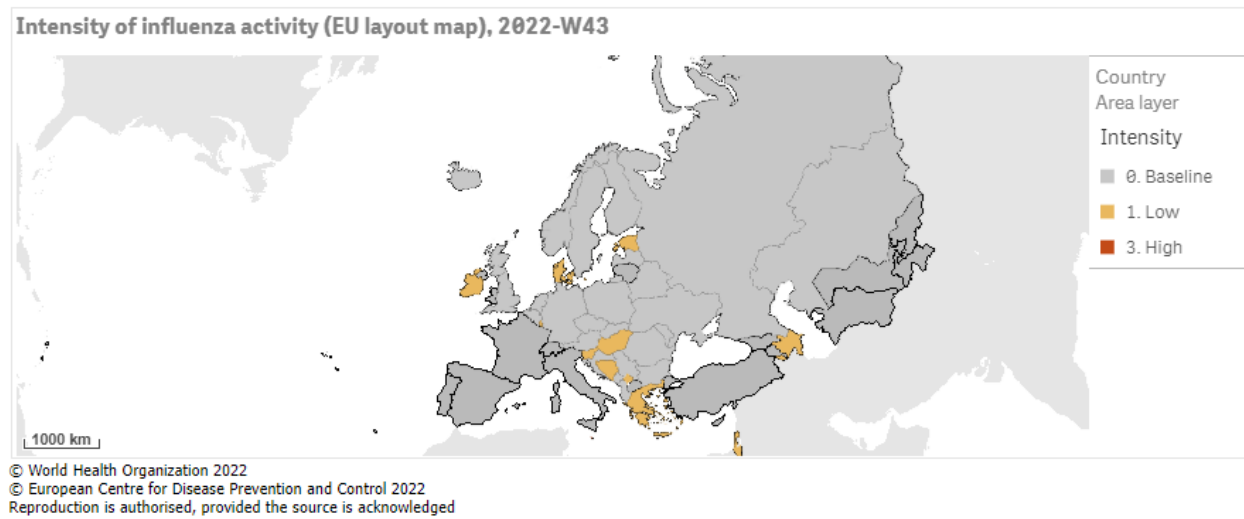 Intensity of influenza activity (EU layout map), 2022-W43
Country
Area layer
Intensity
0. Baseline
1. Low
3. High
1000 km
© World Health Organization 2022
© European Centre for Disease Prevention and Control 2022
Reproduction is authorised, provided the source is acknowledged